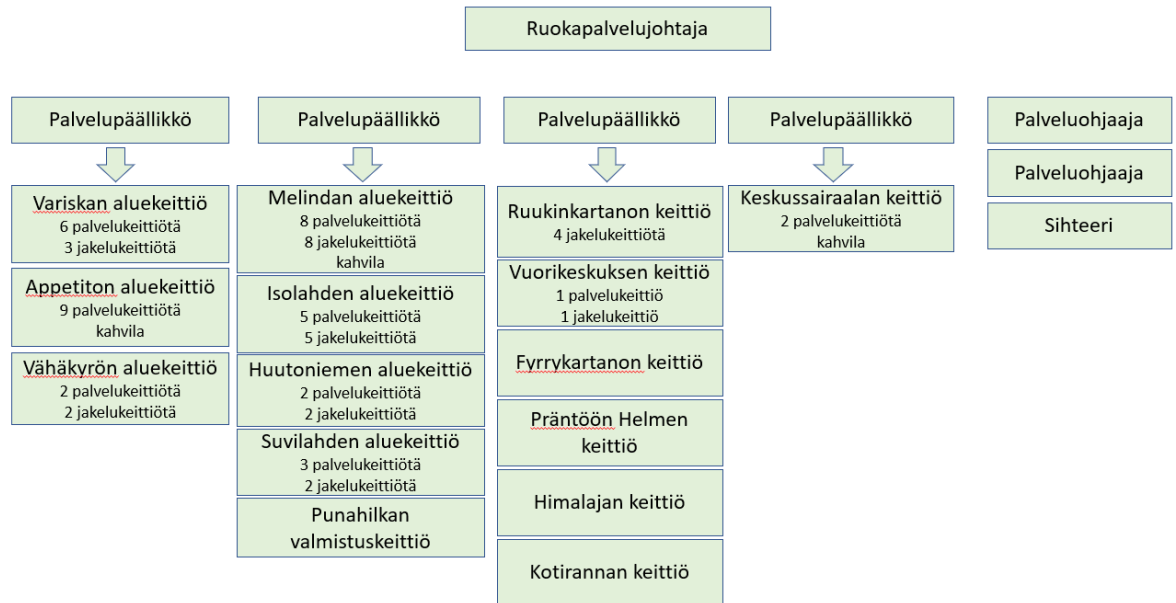 Ruokapalvelujohtaja
Palvelupäällikkö
Variskan aluekeittiö
6 palvelukeittiötä
3 jakelukeittiötä
Appetiton aluekeittiö
9 palvelukeittiötä
kahvila
Vähäkyrön aluekeittiö
2 palvelukeittiötä
2 jakelukeittiötä
Palvelupäällikkö
Melindan aluekeittiö
8 palvelukeittiötä
8 jakelukeittiötä
kahvila
Isolahden aluekeittiö
5 palvelukeittiötä
5 jakelukeittiötä
Huutoniemen aluekeittiö
2 palvelukeittiötä
2 jakelukeittiötä
Suvilahden aluekeittiö
3 palvelukeittiötä
2 jakelukeittiötä
Punahilkan
valmistuskeittiö
Palvelupäällikkö
Ruukinkartanon keittiö
4 jakelukeittiötä
Vuorikeskuksen keittiö
1 palvelukeittiö
1 jakelukeittiö
Fyrrykartanon keittiö
Präntöön Helmen
keittiö
Himalajan keittiö
Kotirannan keittiö
Palvelupäällikkö
Keskussairaalan keittiö
2 palvelukeittiötä
kahvila
Palveluohjaaja
Palveluohjaaja
Sihteeri